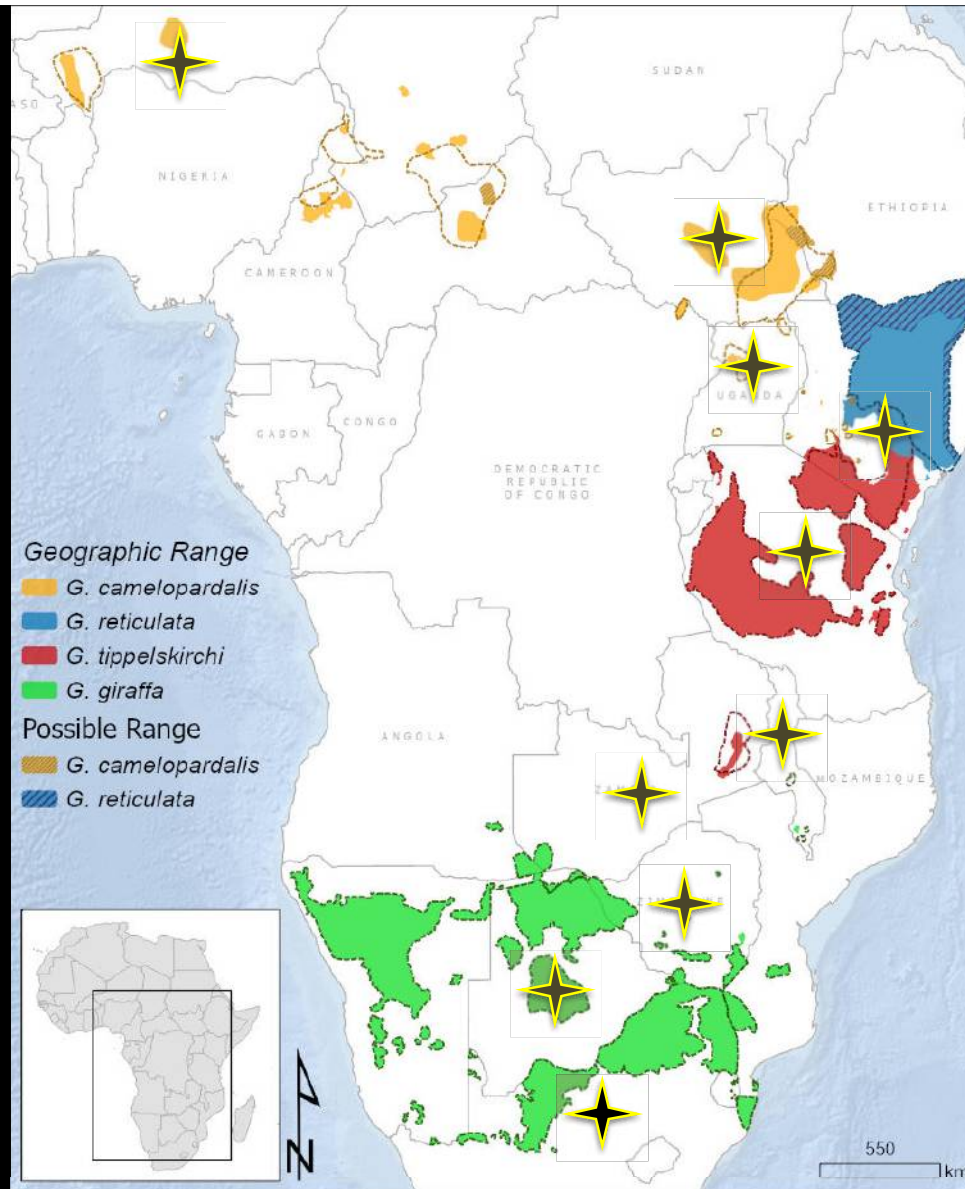 SUDAN
ASO
NIGERIA
ETHIOPIA
CAMEROON
UGANDA
GABON
CONGO
DEMOCRATIC
REPUBLIC
OF CONGO
Geographic Range
G. camelopardalis
G. reticulata
G. tippelskirchi
G. giraffa
Possible Range
G. camelopardalis
G. reticulata
ANGOLA
MOZAMBIQUE
N
550
km